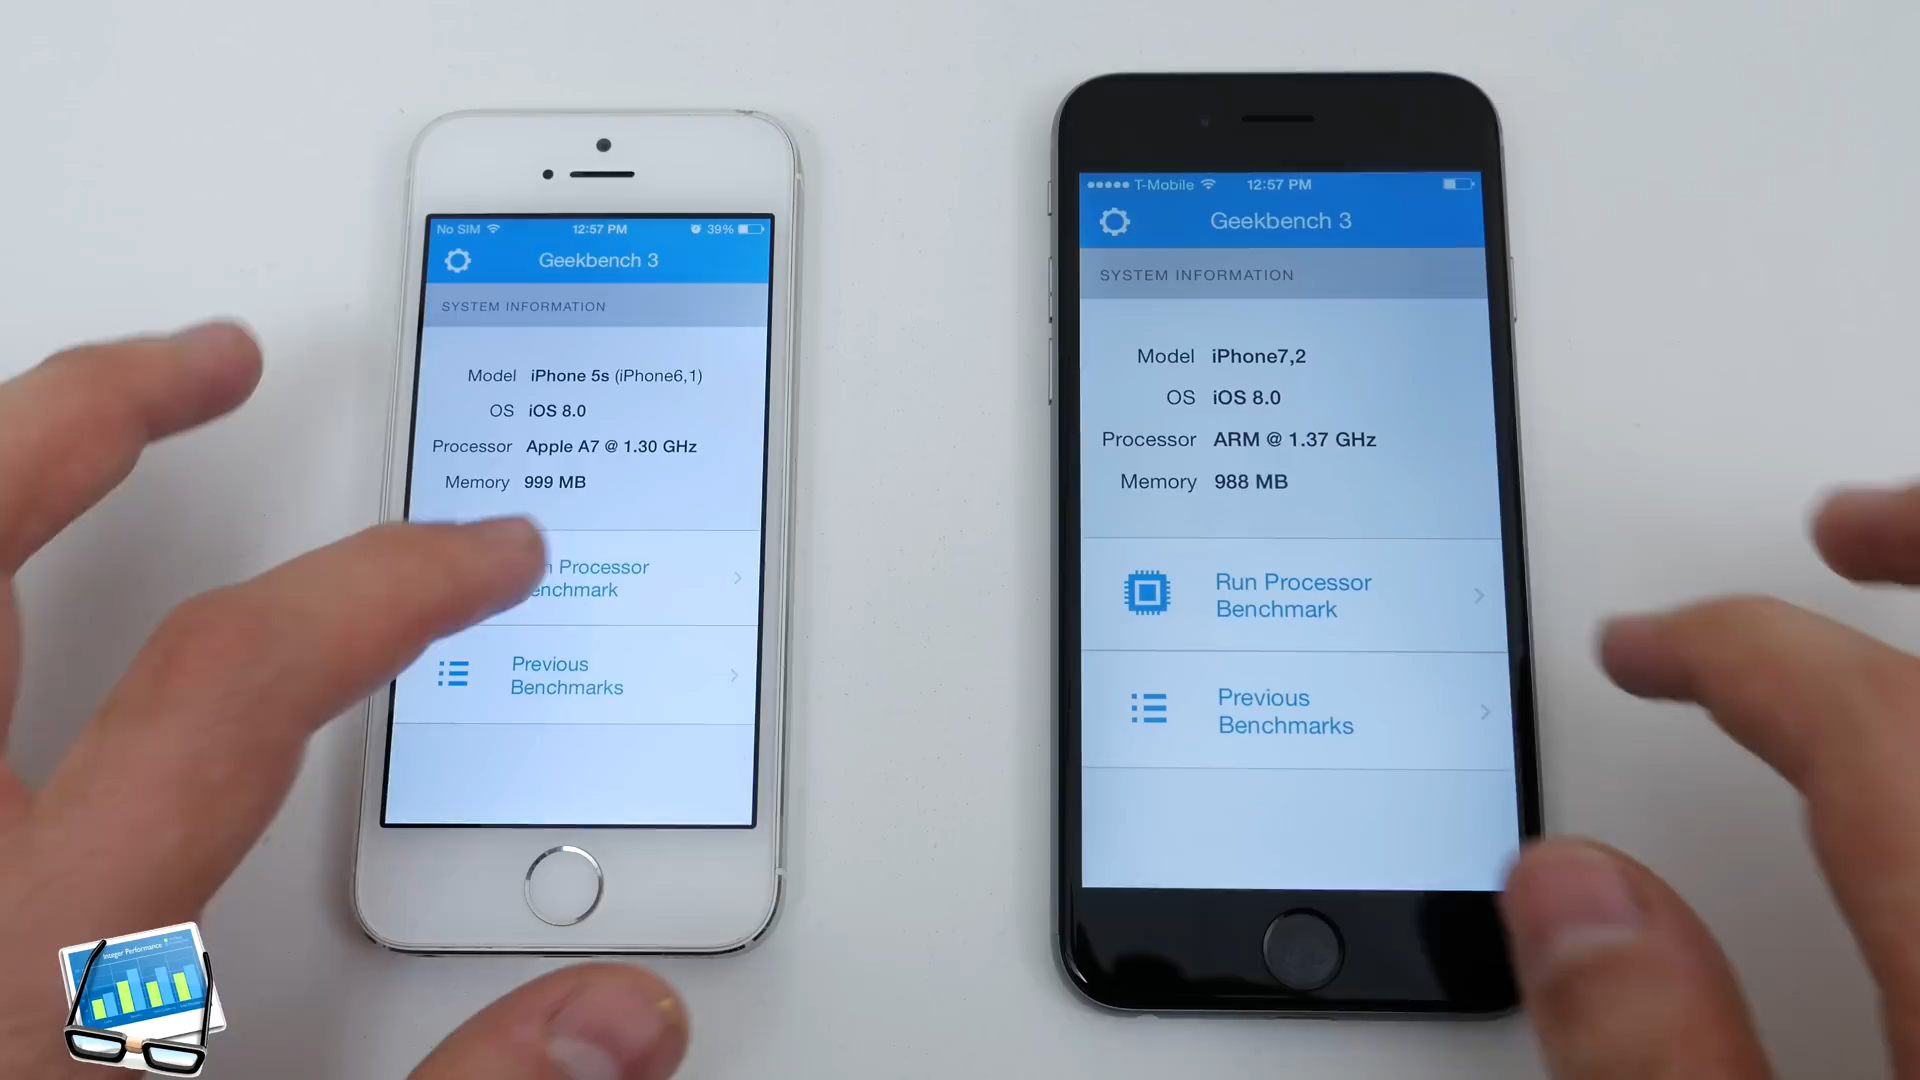 No SIM 12:57 PM 39%
Geekbench 3
SYSTEM INFORMATION
Model iPhone 5s (iPhone6,1)
OS iOS 8.0
Processor Apple A7 @ 1.30 GHz
Memory 999 MB
Processor
Previous
Benchmarks
T-Mobile 12:57 PM
Geekbench 3
SYSTEM INFORMATION
Model iPhone7,2
OS iOS 8.0
Processor ARM @ 1.37 GHz
Memory 988 MB
Run Processor
Benchmark
Previous
Benchmarks
Integer Performance